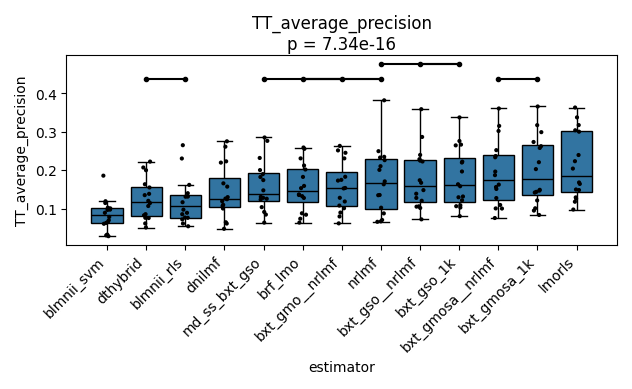 TT_average_precision
p = 7.34e-16
TT_average_precision
0.4
0.3
0.2
0.1
blmnii_svm
dthybrid
blmnii_rls
dnilmf
md_ss_bxt_gso
brf_lmo
bxt_gmo__nrlmf
nrlmf
bxt_gso__nrlmf
bxt_gso_1k
bxt_gmosa__nrlmf
bxt_gmosa_1k
lmorls
estimator